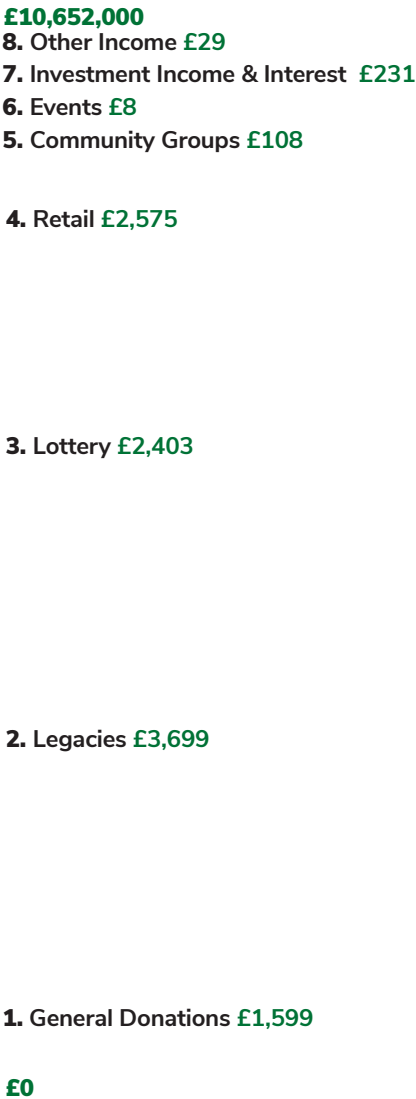 £10,652,000
8. Other Income £29
7. Investment Income & Interest £231
6. Events £8
5. Community Groups £108
4. Retail £2,575
3. Lottery £2,403
2. Legacies £3,699
1. General Donations £1,599
£0